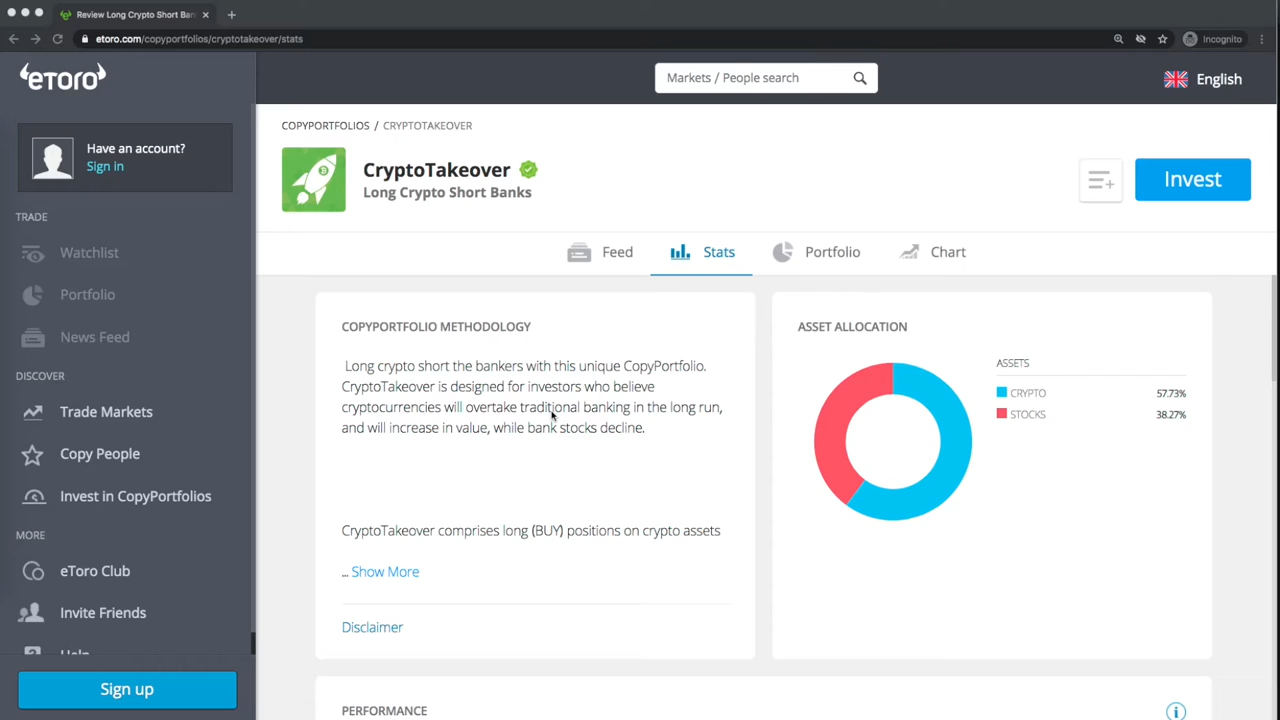 Review Long Crypto Short Ban
etoro.com/copyportfolios/cryptotakeover/stats
Incognito
eTORO
Markets / People search
English
Have an account?
Sign in
TRADE
Watchlist
Portfolio
News Feed
DISCOVER
Trade Markets
Copy People
Invest in CopyPortfolios
MORE
eToro Club
Invite Friends
Help
Sign up
COPYPORTFOLIOS / CRYPTOTAKEOVER
CryptoTakeover
Long Crypto Short Banks
Invest
Feed
Stats
Portfolio
Chart
COPYPORTFOLIO METHODOLOGY
Long crypto short the bankers with this unique CopyPortfolio.
CryptoTakeover is designed for investors who believe
cryptocurrencies will overtake traditional banking in the long run,
and will increase in value, while bank stocks decline.
CryptoTakeover comprises long (BUY) positions on crypto assets
... Show More
Disclaimer
ASSET ALLOCATION
ASSETS
CRYPTO 57.73%
STOCKS 38.27%
PERFORMANCE